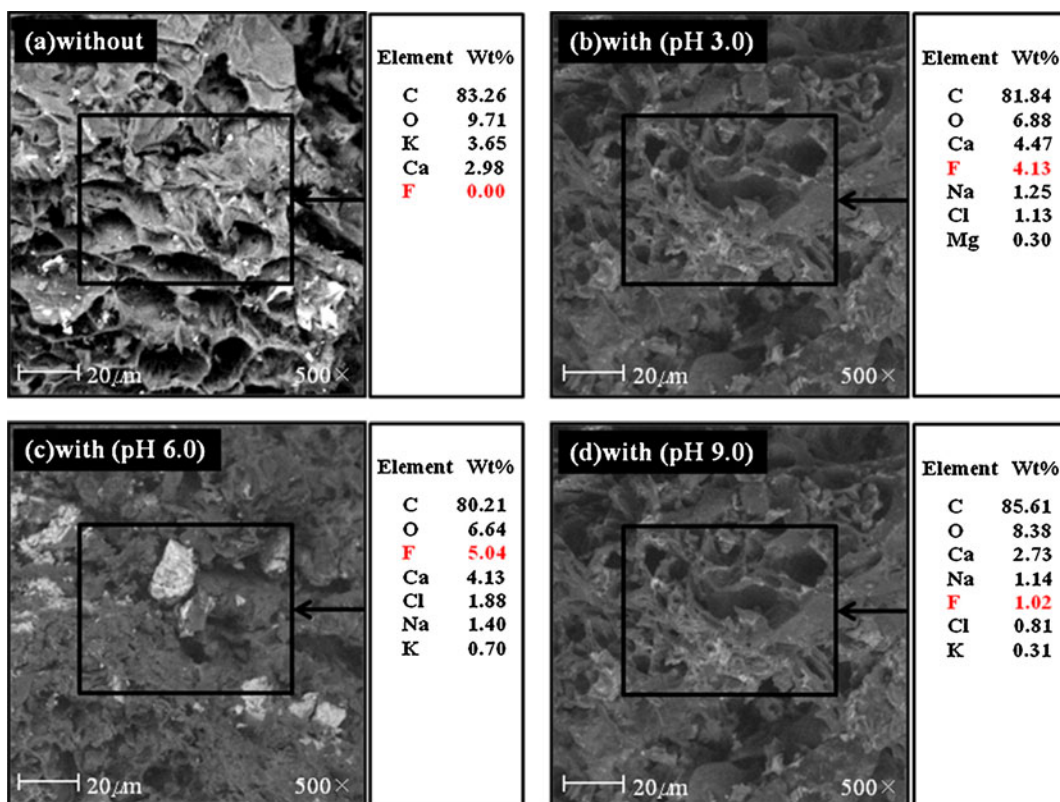 (a)without
Element Wt%
C 83.26
O 9.71
K 3.65
Ca 2.98
F 0.00
20μm 500×
(b)with (pH 3.0)
Element Wt%
C 81.84
O 6.88
Ca 4.47
F 4.13
Na 1.25
Cl 1.13
Mg 0.30
20μm 500×
(c)with (pH 6.0)
Element Wt%
C 80.21
O 6.64
F 5.04
Ca 4.13
Cl 1.88
Na 1.40
K 0.70
20μm 500×
(d)with (pH 9.0)
Element Wt%
C 85.61
O 8.38
Ca 2.73
Na 1.14
F 1.02
Cl 0.81
K 0.31
20μm 500×